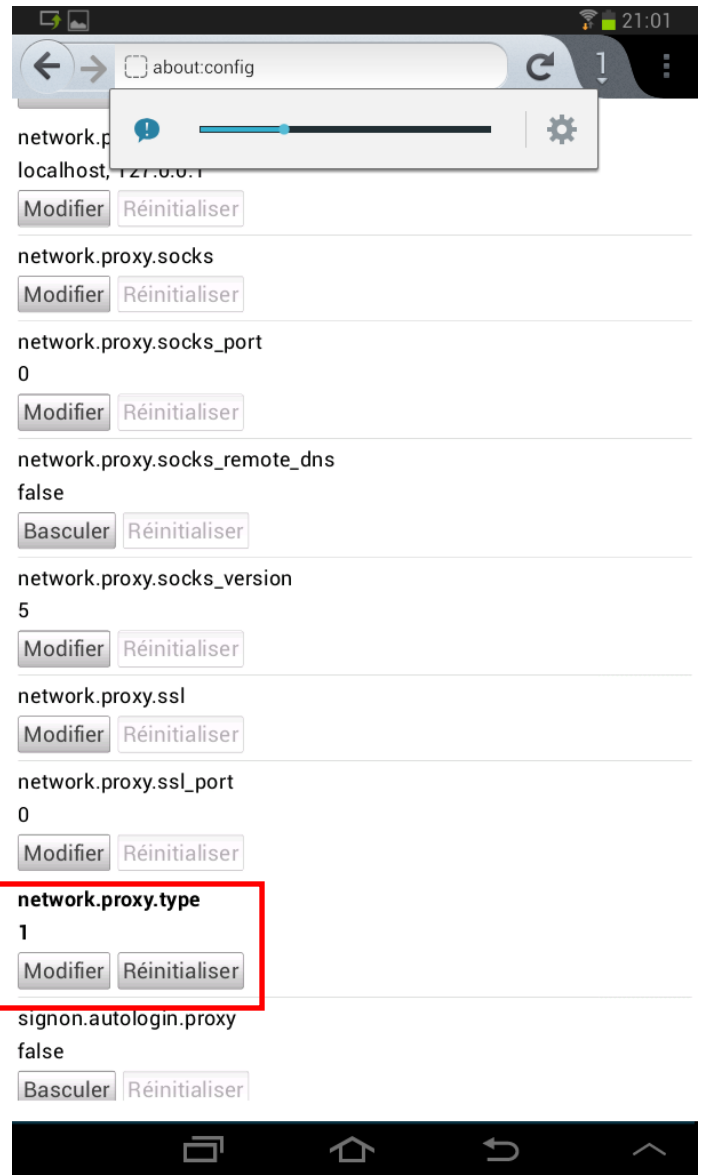 21:01
about:config
1
network.p
localhost, 127.0.0.1
Modifier Réinitialiser
network.proxy.socks
Modifier Réinitialiser
network.proxy.socks_port
0
Modifier Réinitialiser
network.proxy.socks_remote_dns
false
Basculer Réinitialiser
network.proxy.socks_version
5
Modifier Réinitialiser
network.proxy.ssl
Modifier Réinitialiser
network.proxy.ssl_port
0
Modifier Réinitialiser
network.proxy.type
1
Modifier Réinitialiser
signon.autologin.proxy
false
Basculer Réinitialiser